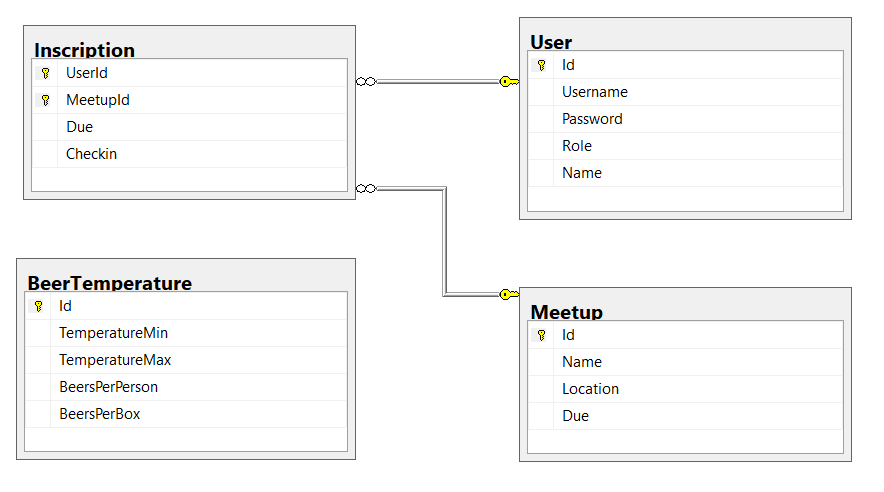 Inscription
UserId
MeetupId
Due
Checkin
User
Id
Username
Password
Role
Name
BeerTemperature
Id
TemperatureMin
TemperatureMax
BeersPerPerson
BeersPerBox
Meetup
Id
Name
Location
Due